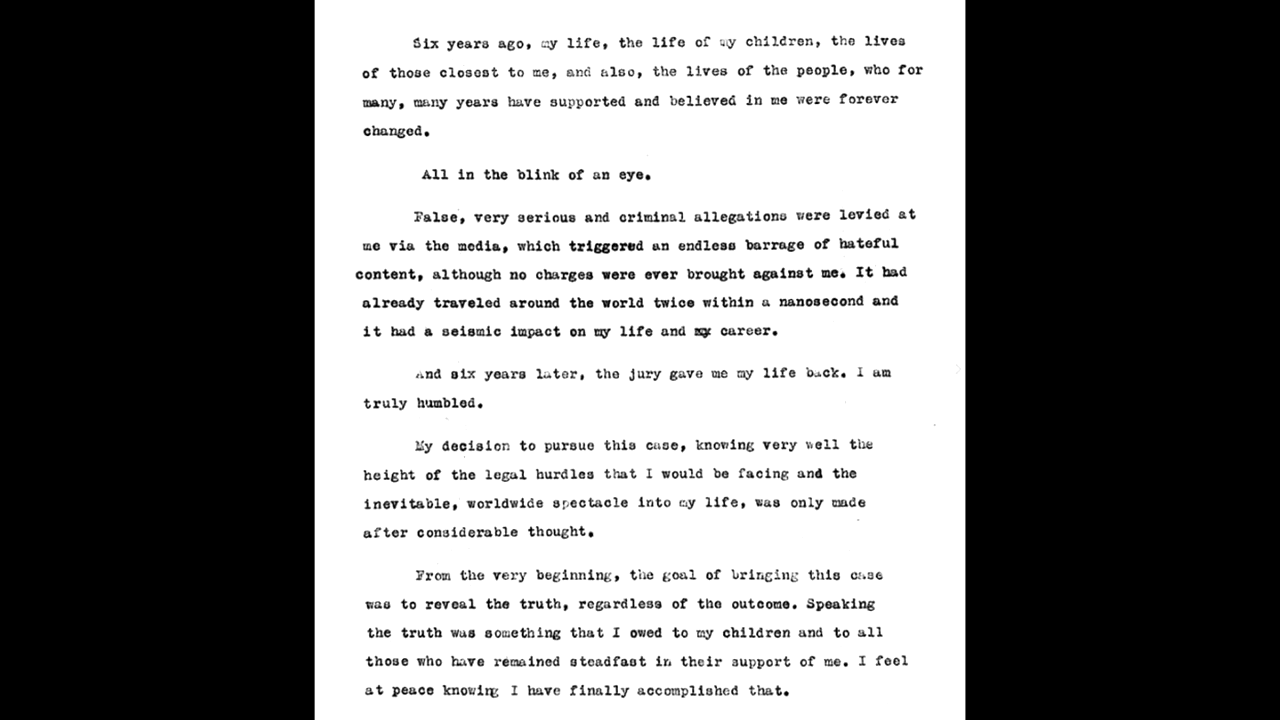 Six years ago, my life, the life of my children, the lives
of those closest to me, and also, the lives of the people, who for
many, many years have supported and believed in me were forever
changed.
All in the blink of an eye.
False, very serious and criminal allegations were levied at
me via the media, which triggered an endless barrage of hateful
content, although no charges were ever brought against me. It had
already traveled around the world twice within a nanosecond and
it had a seismic impact on my life and my career.
And six years later, the jury gave me my life back. I am
truly humbled.
My decision to pursue this case, knowing very well the
height of the legal hurdles that I would be facing and the
inevitable, worldwide spectacle into my life, was only made
after considerable thought.
From the very beginning, the goal of bringing this case
was to reveal the truth, regardless of the outcome. Speaking
the truth was something that I owed to my children and to all
those who have remained steadfast in their support of me. I feel
at peace knowing I have finally accomplished that.